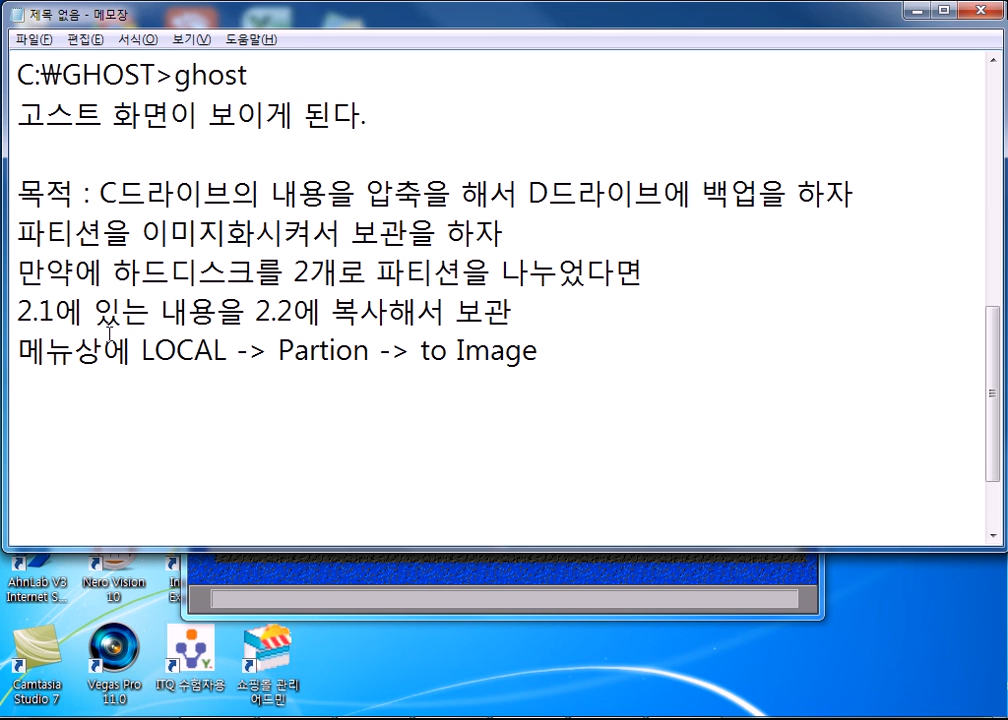 제목 없음 - 메모장
파일(F) 편집(E) 서식(O) 보기(V) 도움말(H)
C:₩GHOST>ghost
고스트 화면이 보이게 된다.
목적 : C드라이브의 내용을 압축을 해서 D드라이브에 백업을 하자
파티션을 이미지화시켜서 보관을 하자
만약에 하드디스크를 2개로 파티션을 나누었다면
2.1에 있는 내용을 2.2에 복사해서 보관
메뉴상에 LOCAL -> Partion -> to Image
AhnLab V3 Internet S...
Nero Vision 10
In
Ex
Camtasia Studio 7
Vegas Pro 11.0
ITQ 수험자용
쇼핑몰 관리 어드민